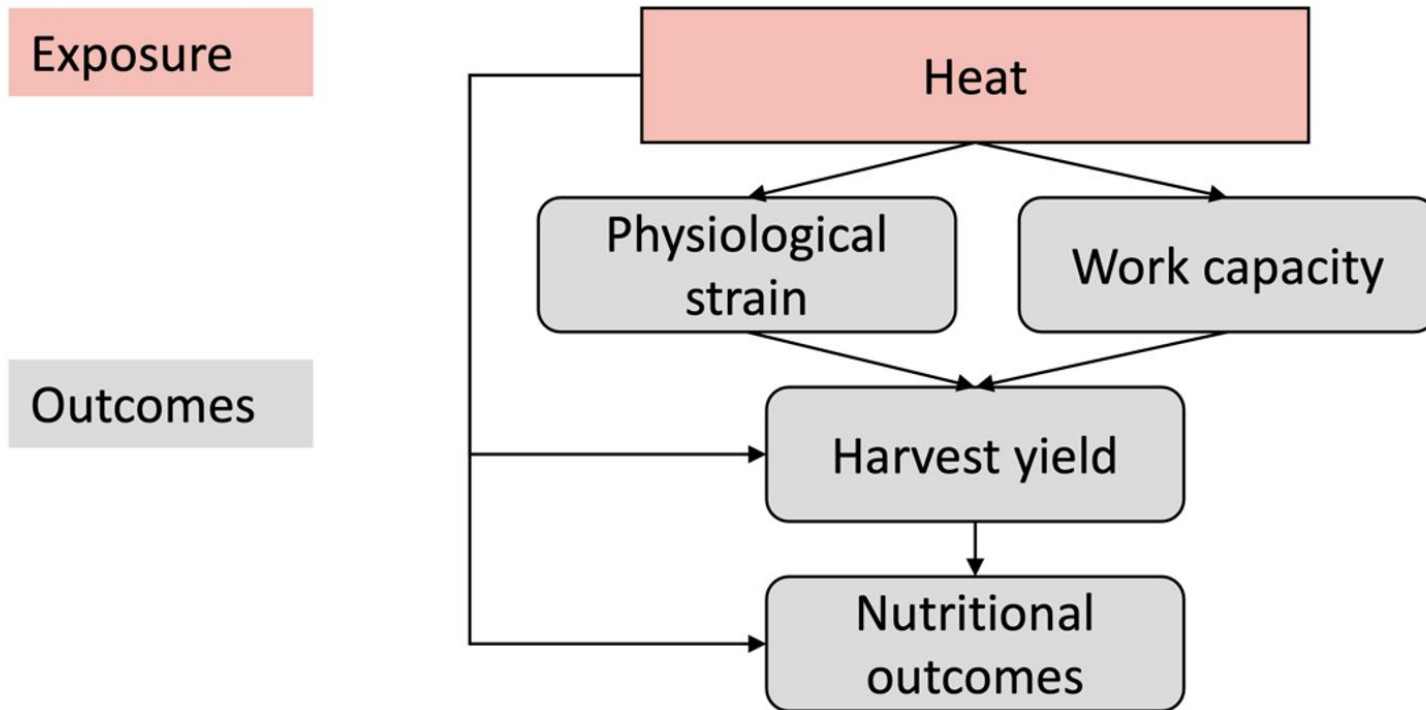 Exposure
Heat
Physiological
strain
Work capacity
Outcomes
Harvest yield
Nutritional
outcomes